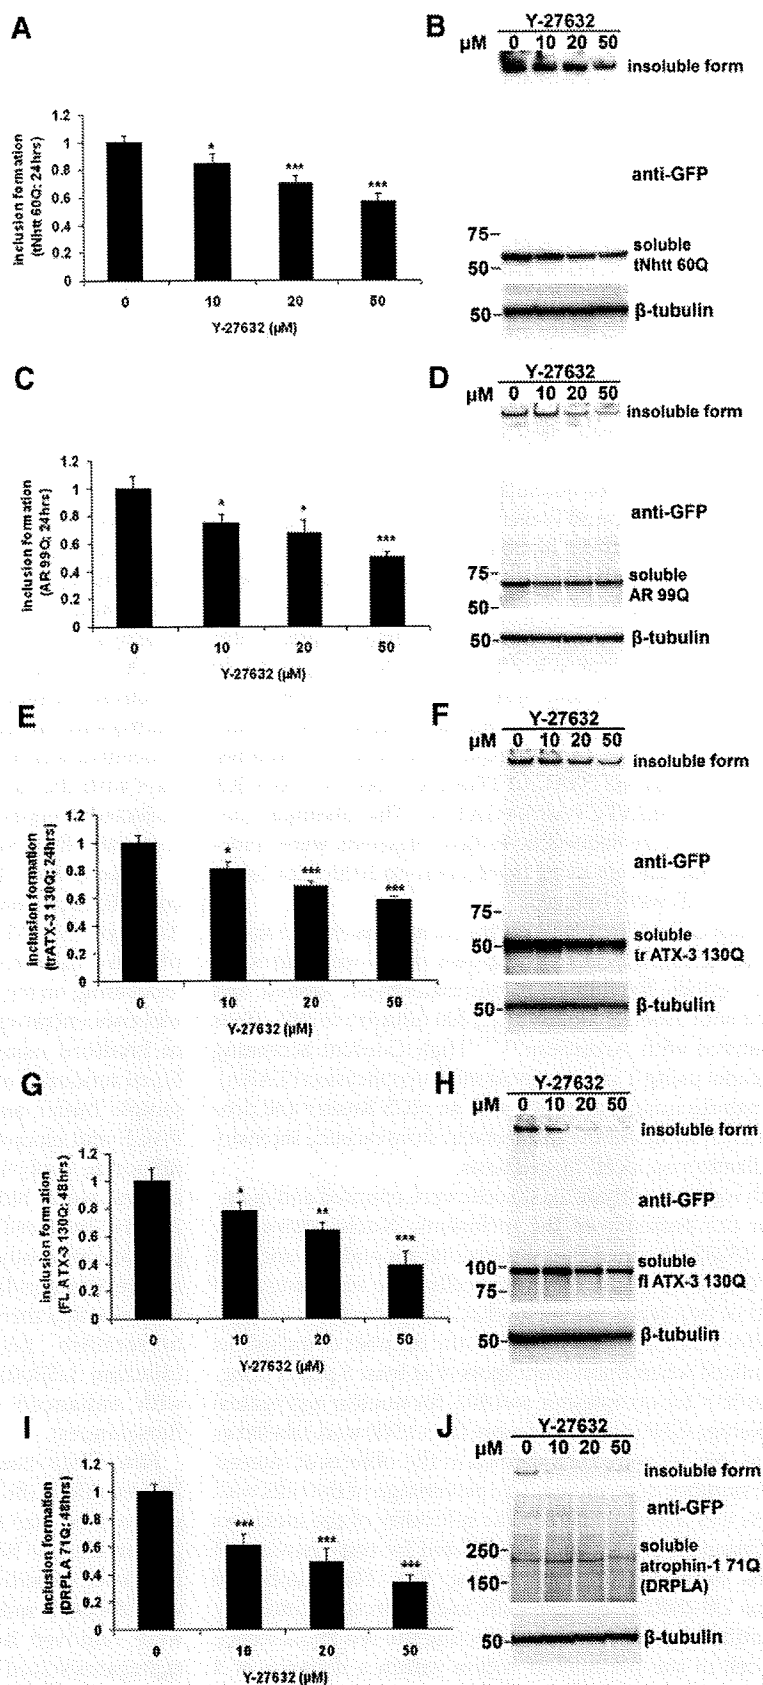 A
inclusion formation
(tNhtt 60Q; 24hrs)
1.2
1
0.8
0.6
0.4
0.2
0
*
***
***
0 10 20 50
Y-27632 (µM)
B
Y-27632
µM 0 10 20 50
insoluble form
anti-GFP
75-
soluble
tNhtt 60Q
50-
50-
β-tubulin
C
inclusion formation
(AR 99Q; 24hrs)
1.2
1
0.8
0.6
0.4
0.2
0
*
*
***
0 10 20 50
Y-27632 (µM)
D
Y-27632
µM 0 10 20 50
insoluble form
anti-GFP
75-
soluble
AR 99Q
50-
50-
β-tubulin
E
Inclusion formation
(trATX-3 130Q; 24hrs)
1.2
1
0.8
0.6
0.4
0.2
0
*
***
***
0 10 20 50
Y-27632 (µM)
F
Y-27632
µM 0 10 20 50
insoluble form
anti-GFP
75-
50-
soluble
tr ATX-3 130Q
50-
β-tubulin
G
Inclusion formation
(FL ATX-3 130Q; 48hrs)
1.2
1
0.8
0.6
0.4
0.2
0
*
**
***
0 10 20 50
Y-27632 (µM)
H
Y-27632
µM 0 10 20 50
insoluble form
anti-GFP
100-
soluble
fl ATX-3 130Q
75-
50-
β-tubulin
I
Inclusion formation
(DRPLA 71Q; 48hrs)
1.2
1
0.8
0.6
0.4
0.2
0
***
***
***
0 10 20 50
Y-27632 (µM)
J
Y-27632
µM 0 10 20 50
insoluble form
anti-GFP
250-
soluble
atrophin-1 71Q
(DRPLA)
150-
50-
β-tubulin